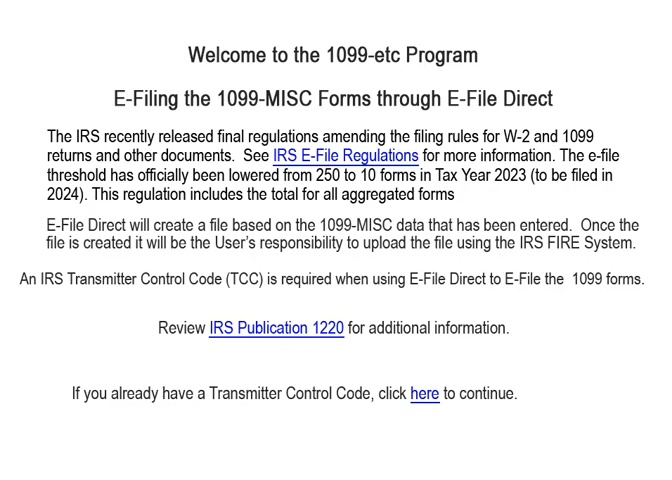 Welcome to the 1099-etc Program
E-Filing the 1099-MISC Forms through E-File Direct
The IRS recently released final regulations amending the filing rules for W-2 and 1099
returns and other documents.  See IRS E-File Regulations for more information. The e-file
threshold has officially been lowered from 250 to 10 forms in Tax Year 2023 (to be filed in
2024). This regulation includes the total for all aggregated forms
E-File Direct will create a file based on the 1099-MISC data that has been entered.  Once the
file is created it will be the User's responsibility to upload the file using the IRS FIRE System.
An IRS Transmitter Control Code (TCC) is required when using E-File Direct to E-File the  1099 forms.
Review IRS Publication 1220 for additional information.
If you already have a Transmitter Control Code, click here to continue.